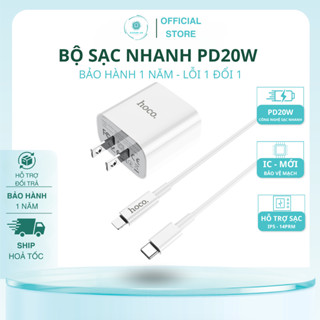 OFFICIAL
STORE
BỘ SẠC NHANH PD20W
BẢO HÀNH 1 NĂM - LỖI 1 ĐỔI 1
hoco.
PD20W
CÔNG NGHỆ SẠC NHANH
HỖ TRỢ
ĐỔI TRẢ
BẢO HÀNH
1 NĂM
SHIP
HOẢ TỐC
IC - MỚI
BẢO VỆ MẠCH
HỖ TRỢ SẠC
IP5 - 14PRM
hoco.
hoco.